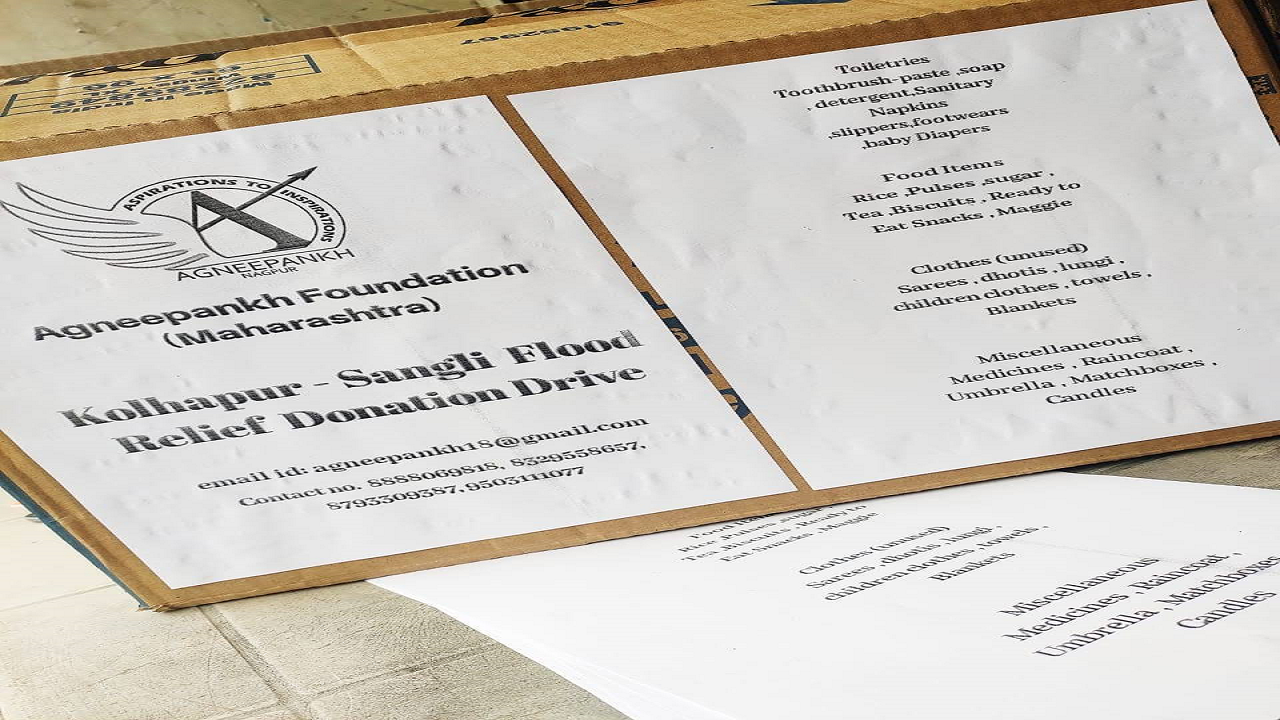 91052967
ASPIRATIONS TO INSPIRATIONS
A
AGNEEPANKH
NAGPUR
Agneepankh Foundation
(Maharashtra)
Kolhapur - Sangli Flood
Relief Donation Drive
email id: agneepankh18@gmail.com
Contact no. 8888069818, 8329558657,
8793309387, 9503111077
Toiletries
Toothbrush-paste ,soap
, detergent.Sanitary
Napkins
,slippers,footwears
,baby Diapers
Food Items
Rice ,Pulses ,sugar ,
Tea ,Biscuits , Ready to
Eat Snacks , Maggie
Clothes (unused)
Sarees , dhotis , lungi ,
children clothes , towels ,
Blankets
Miscellaneous
Medicines , Raincoat ,
Umbrella , Matchboxes ,
Candles
Rice ,Pulses ,sugar ,
Tea ,Biscuits , Ready to
Eat Snacks , Maggie
Clothes (unused)
Sarees , dhotis , lungi ,
children clothes , towels ,
Blankets
Miscellaneous
Medicines , Raincoat ,
Umbrella , Matchboxes
Candles